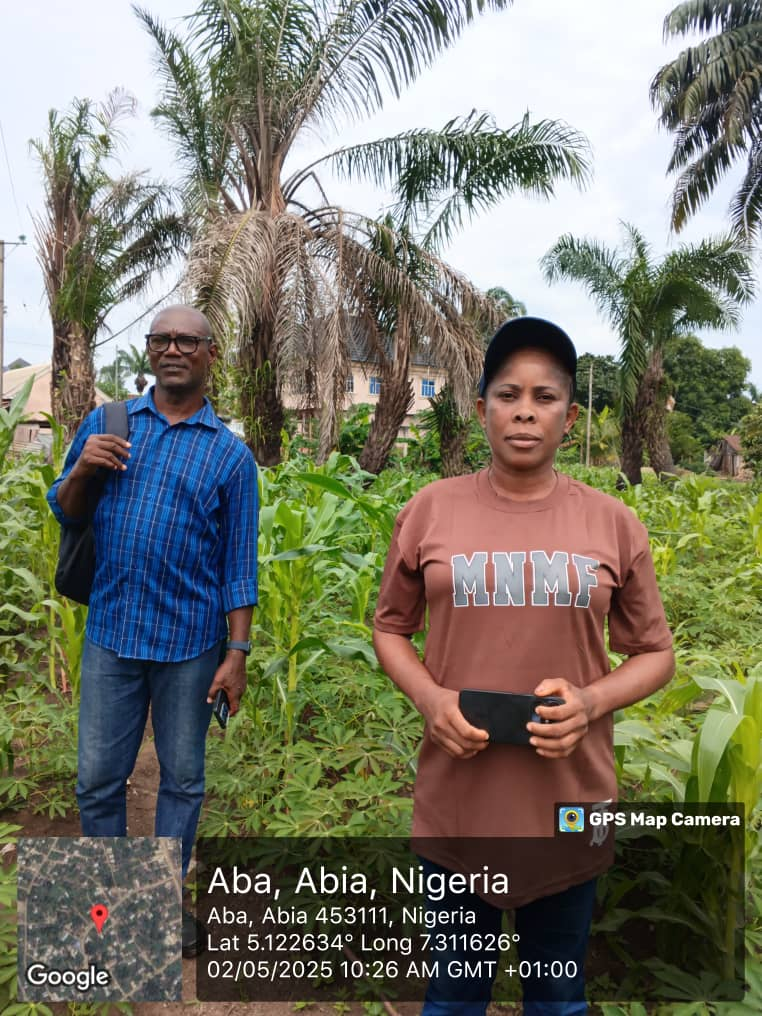 MNMF
GPS Map Camera
Aba, Abia, Nigeria
Aba, Abia 453111, Nigeria
Lat 5.122634° Long 7.311626°
02/05/2025 10:26 AM GMT +01:00
Google